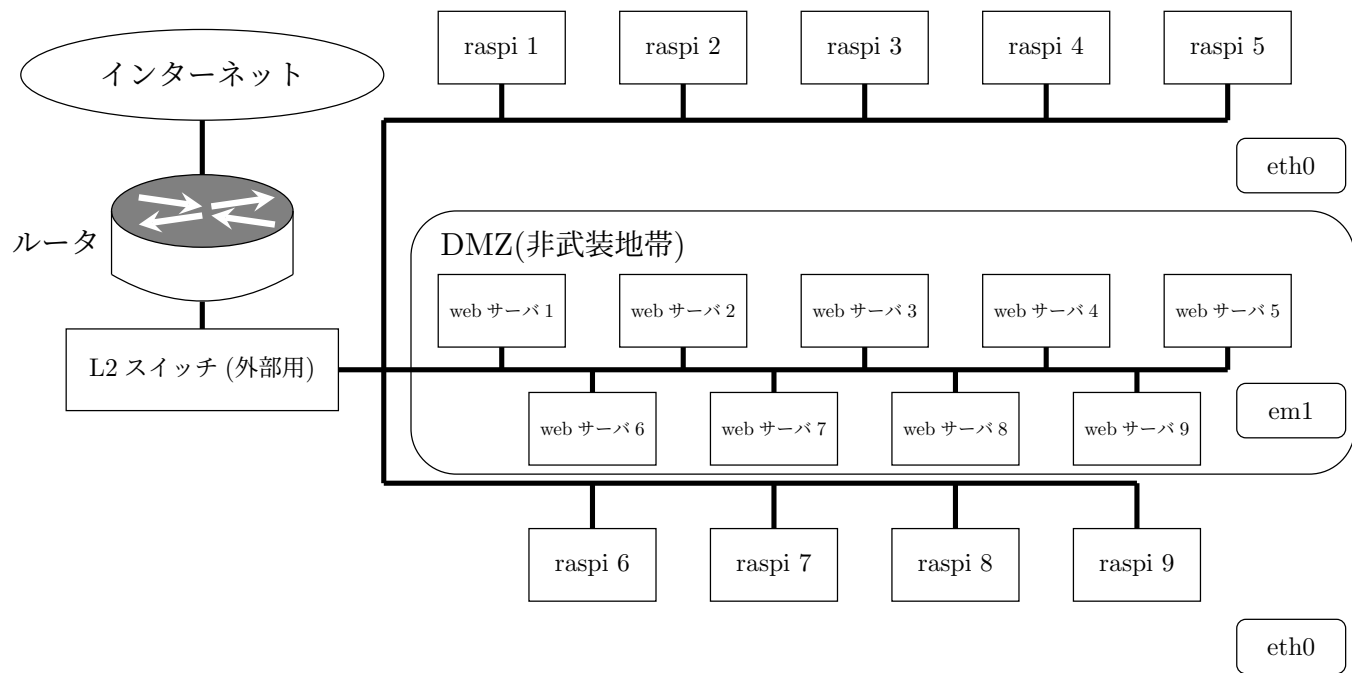 インターネット
raspi 1
raspi 2
raspi 3
raspi 4
raspi 5
eth0
ルータ
DMZ(非武装地帯)
web サーバ 1
web サーバ 2
web サーバ 3
web サーバ 4
web サーバ 5
L2 スイッチ (外部用)
web サーバ 6
web サーバ 7
web サーバ 8
web サーバ 9
em1
raspi 6
raspi 7
raspi 8
raspi 9
eth0